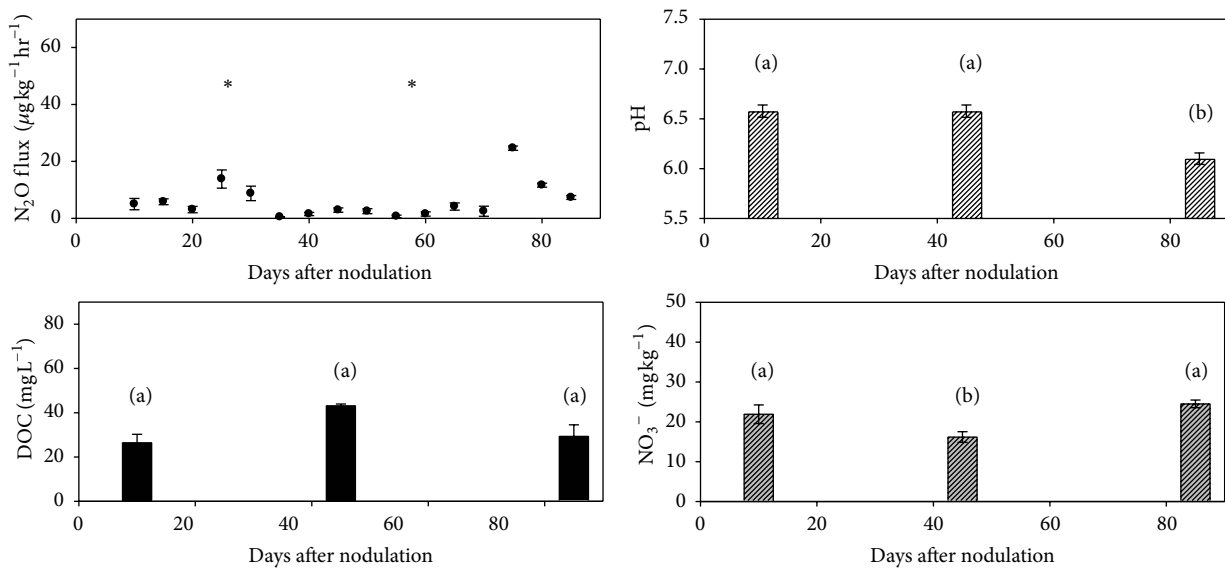 N₂O flux (µg kg⁻¹ hr⁻¹)
60
40
20
0
*
*
0
20
40
60
80
Days after nodulation
pH
7.5
7.0
6.5
6.0
5.5
(a)
(a)
(b)
0
20
40
60
80
Days after nodulation
DOC (mg L⁻¹)
80
60
40
20
0
(a)
(a)
(a)
0
20
40
60
80
Days after nodulation
NO₃⁻ (mg kg⁻¹)
50
40
30
20
10
0
(a)
(b)
(a)
0
20
40
60
80
Days after nodulation